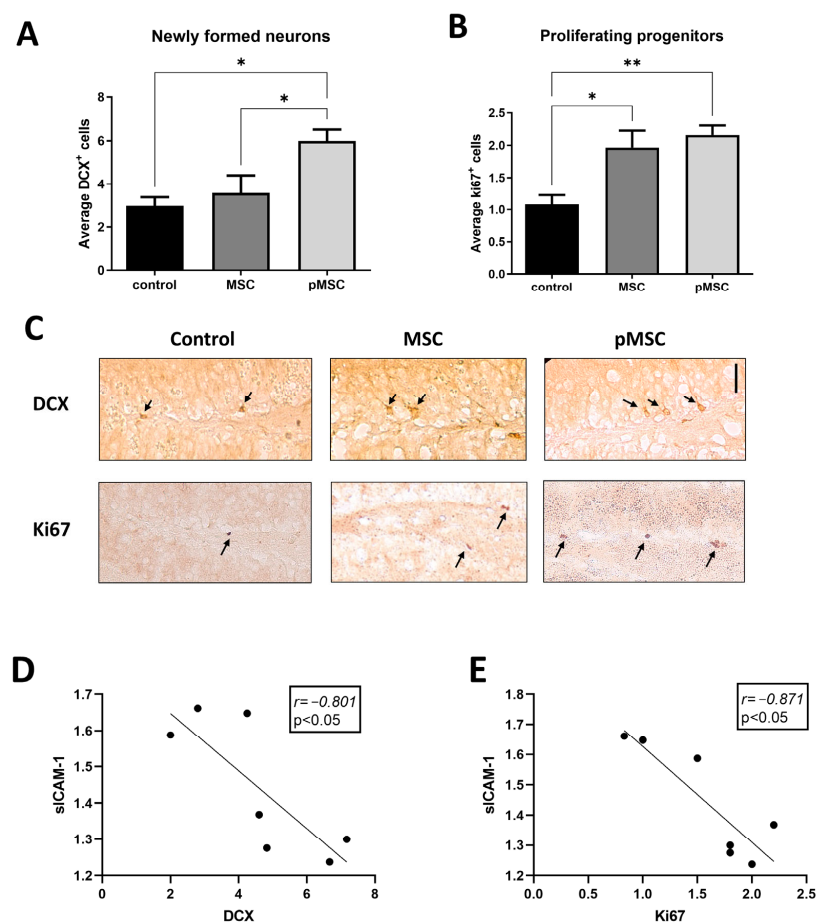 A
Newly formed neurons
*
*
8
6
4
2
0
Average DCX⁺ cells
control
MSC
pMSC
B
Proliferating progenitors
**
*
2.5
2.0
1.5
1.0
0.5
0.0
Average ki67⁺ cells
control
MSC
pMSC
C
Control
MSC
pMSC
DCX
Ki67
D
1.7
1.6
1.5
1.4
1.3
1.2
sICAM-1
r= −0.801
p<0.05
0
2
4
6
8
DCX
E
1.8
1.7
1.6
1.5
1.4
1.3
1.2
sICAM-1
r= −0.871
p<0.05
0.0
0.5
1.0
1.5
2.0
2.5
Ki67